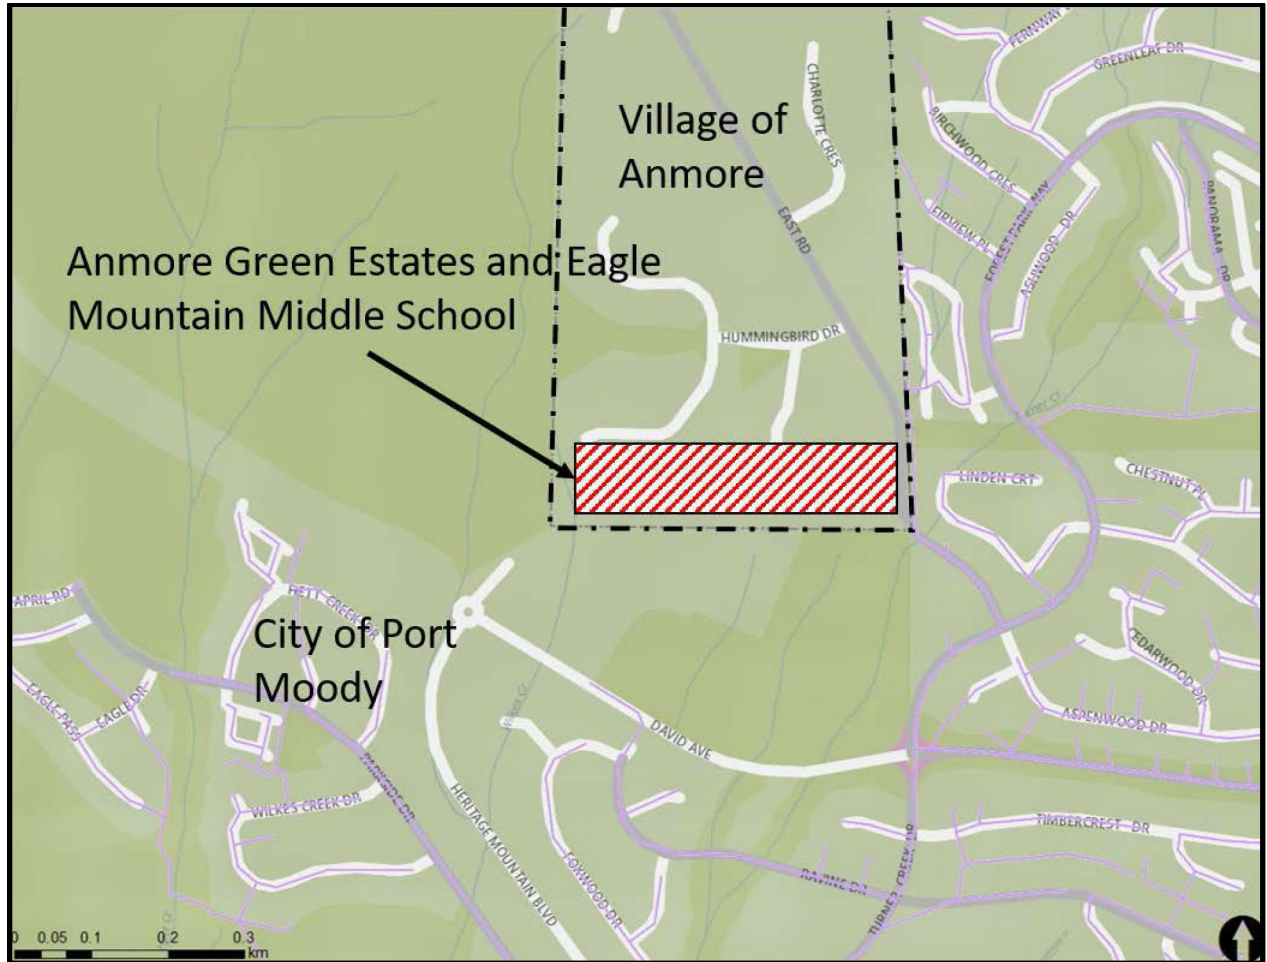 FERNWAY
GREENLEAF DR
CHARLOTTE CRES
Village of
Anmore
BIRCHWOOD CRES
FIRVIEW PL
FOREST PARK WAY
ASHWOOD DR
PANORAMA DR
EAST RD
Anmore Green Estates and Eagle
Mountain Middle School
HUMMINGBIRD DR
LINDEN CRT
CHESTNUT PL
APRIL RD
HETT CREEK DR
City of Port
Moody
CEDARWOOD DR
EAGLE PASS
EAGLE DR
ASPENWOOD DR
DAVID AVE
PARKSIDE DR
WILKES CREEK DR
HERITAGE MOUNTAIN BLVD
FOXWOOD DR
TIMBERCREST DR
RAVINE DR
TURNER CREEK DR
0 0.05 0.1 0.2 0.3
km